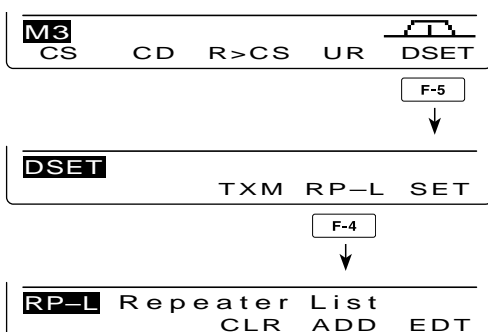 M3
CS CD R>CS UR DSET
F-5
DSET
TXM RP–L SET
F-4
RP–L Repeater List
CLR ADD EDT